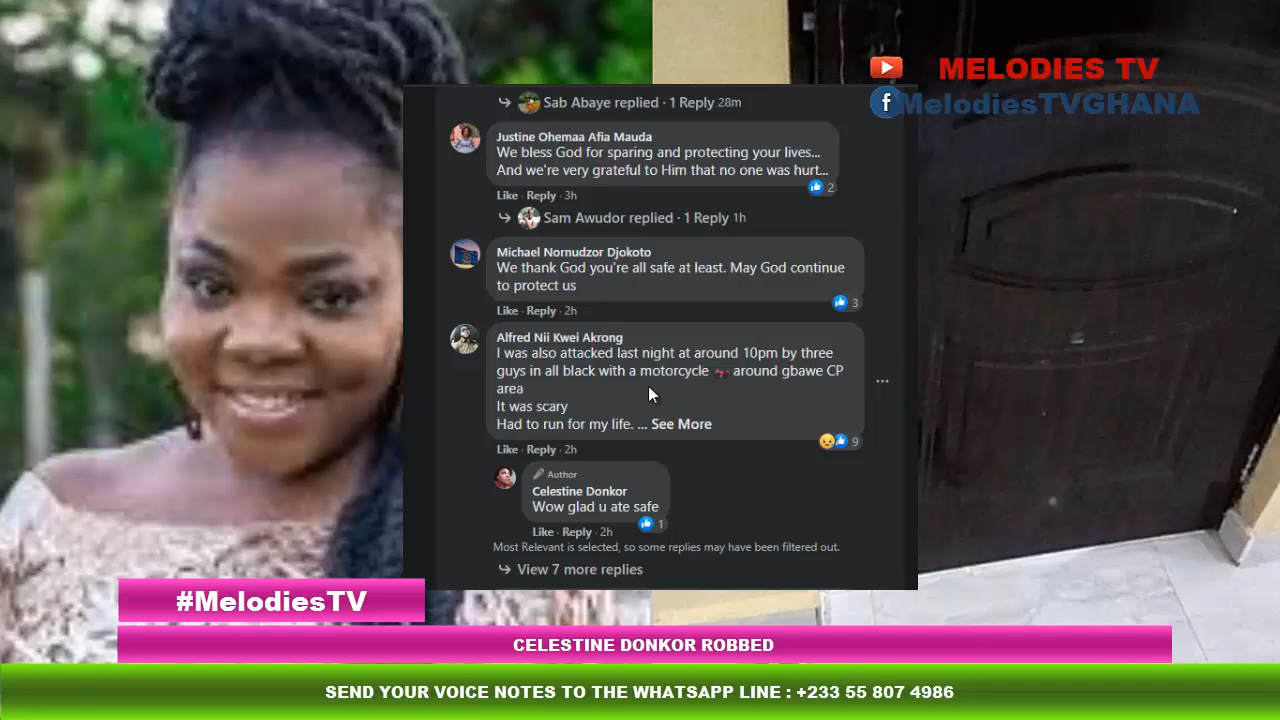 MELODIES TV
MelodiesTVGHANA
Sab Abaye replied · 1 Reply 28m
Justine Ohemaa Afia Mauda
We bless God for sparing and protecting your lives...
And we're very grateful to Him that no one was hurt...
2
Like · Reply · 3h
Sam Awudor replied · 1 Reply 1h
Michael Nornudzor Djokoto
We thank God you're all safe at least. May God continue
to protect us
3
Like · Reply · 2h
Alfred Nii Kwei Akrong
I was also attacked last night at around 10pm by three
guys in all black with a motorcycle around gbawe CP
area
It was scary
Had to run for my life. ... See More
9
Like · Reply · 2h
Author
Celestine Donkor
Wow glad u ate safe
1
Like · Reply · 2h
Most Relevant is selected, so some replies may have been filtered out.
View 7 more replies
#MelodiesTV
CELESTINE DONKOR ROBBED
SEND YOUR VOICE NOTES TO THE WHATSAPP LINE : +233 55 807 4986